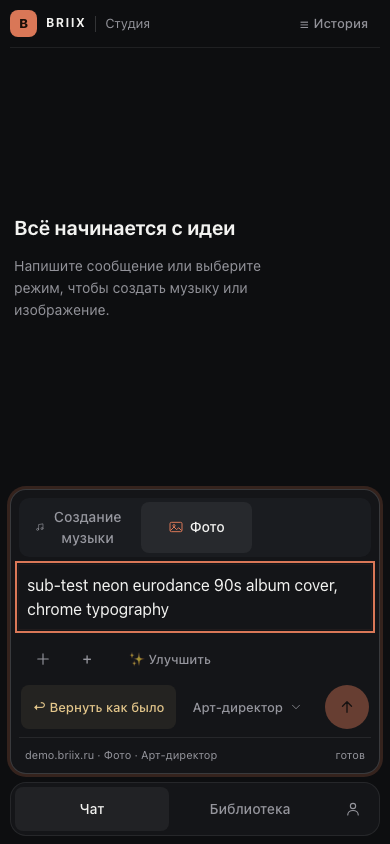 B BRIIX Студия ≡ История
Всё начинается с идеи
Напишите сообщение или выберите
режим, чтобы создать музыку или
изображение.
Создание
музыки
Фото
sub-test neon eurodance 90s album cover,
chrome typography
+ + ✨ Улучшить
↩ Вернуть как было Арт-директор ↑
demo.briix.ru · Фото · Арт-директор готов
Чат Библиотека